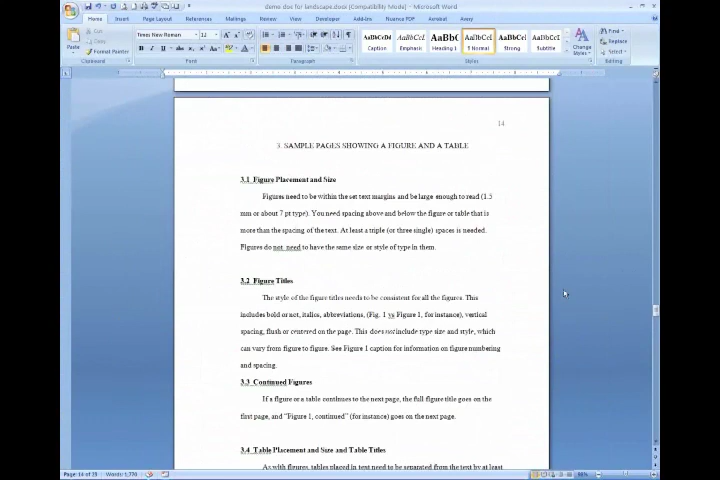 demo doc for landscape.docx [Compatibility Mode] - Microsoft Word
Home Insert Page Layout References Mailings Review View Developer Add-Ins Nuance PDF Acrobat
Paste Cut Copy Format Painter
Times New Roman 12
AaBbCcDd AaBbCcD AaBbC AaBbCcI AaBbCcI AaBbCcI
Caption Emphasis Heading 1 ¶ Normal Strong Subtitle
Change Styles
Find Replace Select
Clipboard Font Paragraph Styles Editing
14
3 SAMPLE PAGES SHOWING A FIGURE AND A TABLE
3.1 Figure Placement and Size
Figures need to be within the set text margins and be large enough to read (1.5
mm or about 7 pt type). You need spacing above and below the figure or table that is
more than the spacing of the text. At least a triple (or three single) spaces is needed.
Figures do not need to have the same size or style of type in them.
3.2 Figure Titles
The style of the figure titles needs to be consistent for all the figures. This
includes bold or not, italics, abbreviations, (Fig. 1 vs Figure 1, for instance), vertical
spacing, flush or centered on the page. This does not include type size and style, which
can vary from figure to figure. See Figure 1 caption for information on figure numbering
and spacing.
3.3 Continued Figures
If a figure or a table continues to the next page, the full figure title goes on the
first page, and “Figure 1, continued” (for instance) goes on the next page.
3.4 Table Placement and Size and Table Titles
As with figures, tables placed in text need to be separated from the text by at least
Words: 1,770